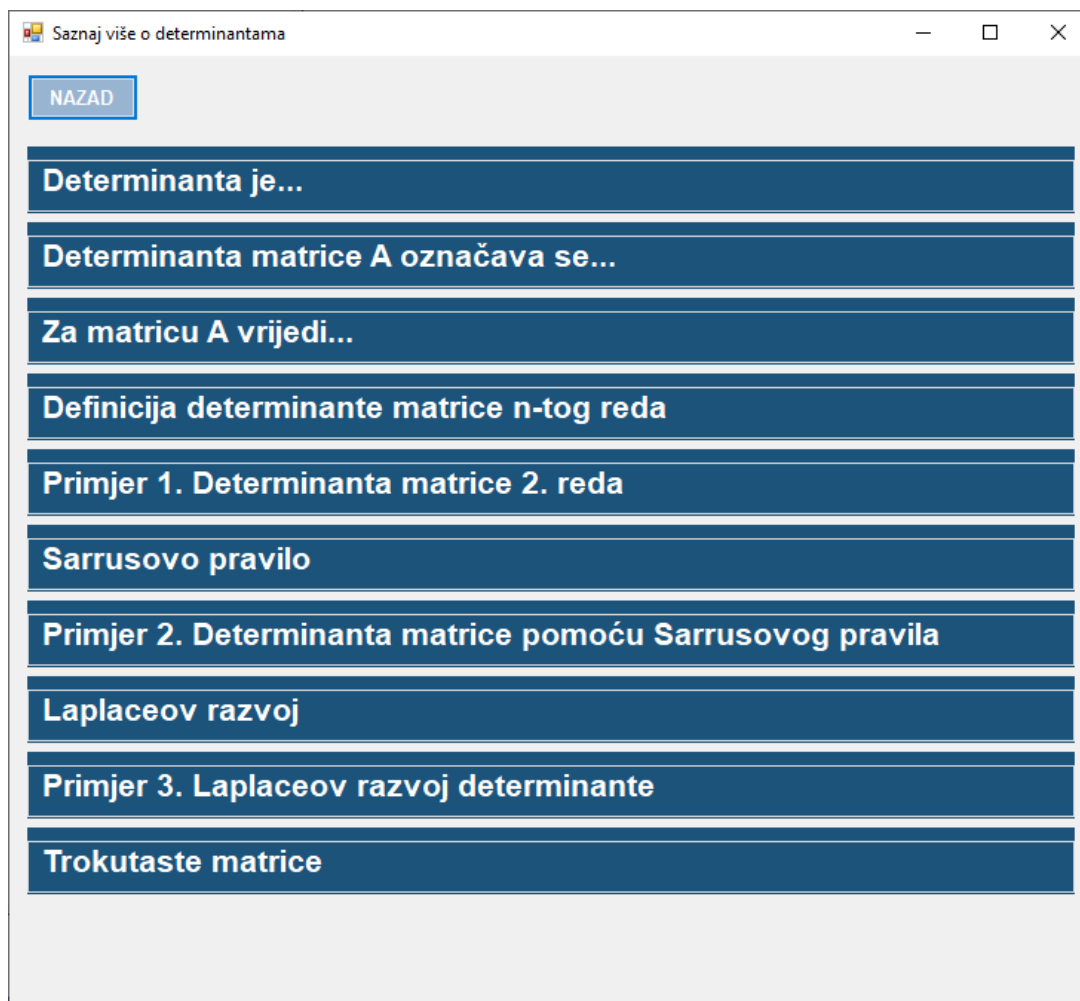 Saznaj više o determinantama
NAZAD
Determinanta je...
Determinanta matrice A označava se...
Za matricu A vrijedi...
Definicija determinante matrice n-tog reda
Primjer 1. Determinanta matrice 2. reda
Sarrusovo pravilo
Primjer 2. Determinanta matrice pomoću Sarrusovog pravila
Laplaceov razvoj
Primjer 3. Laplaceov razvoj determinante
Trokutaste matrice